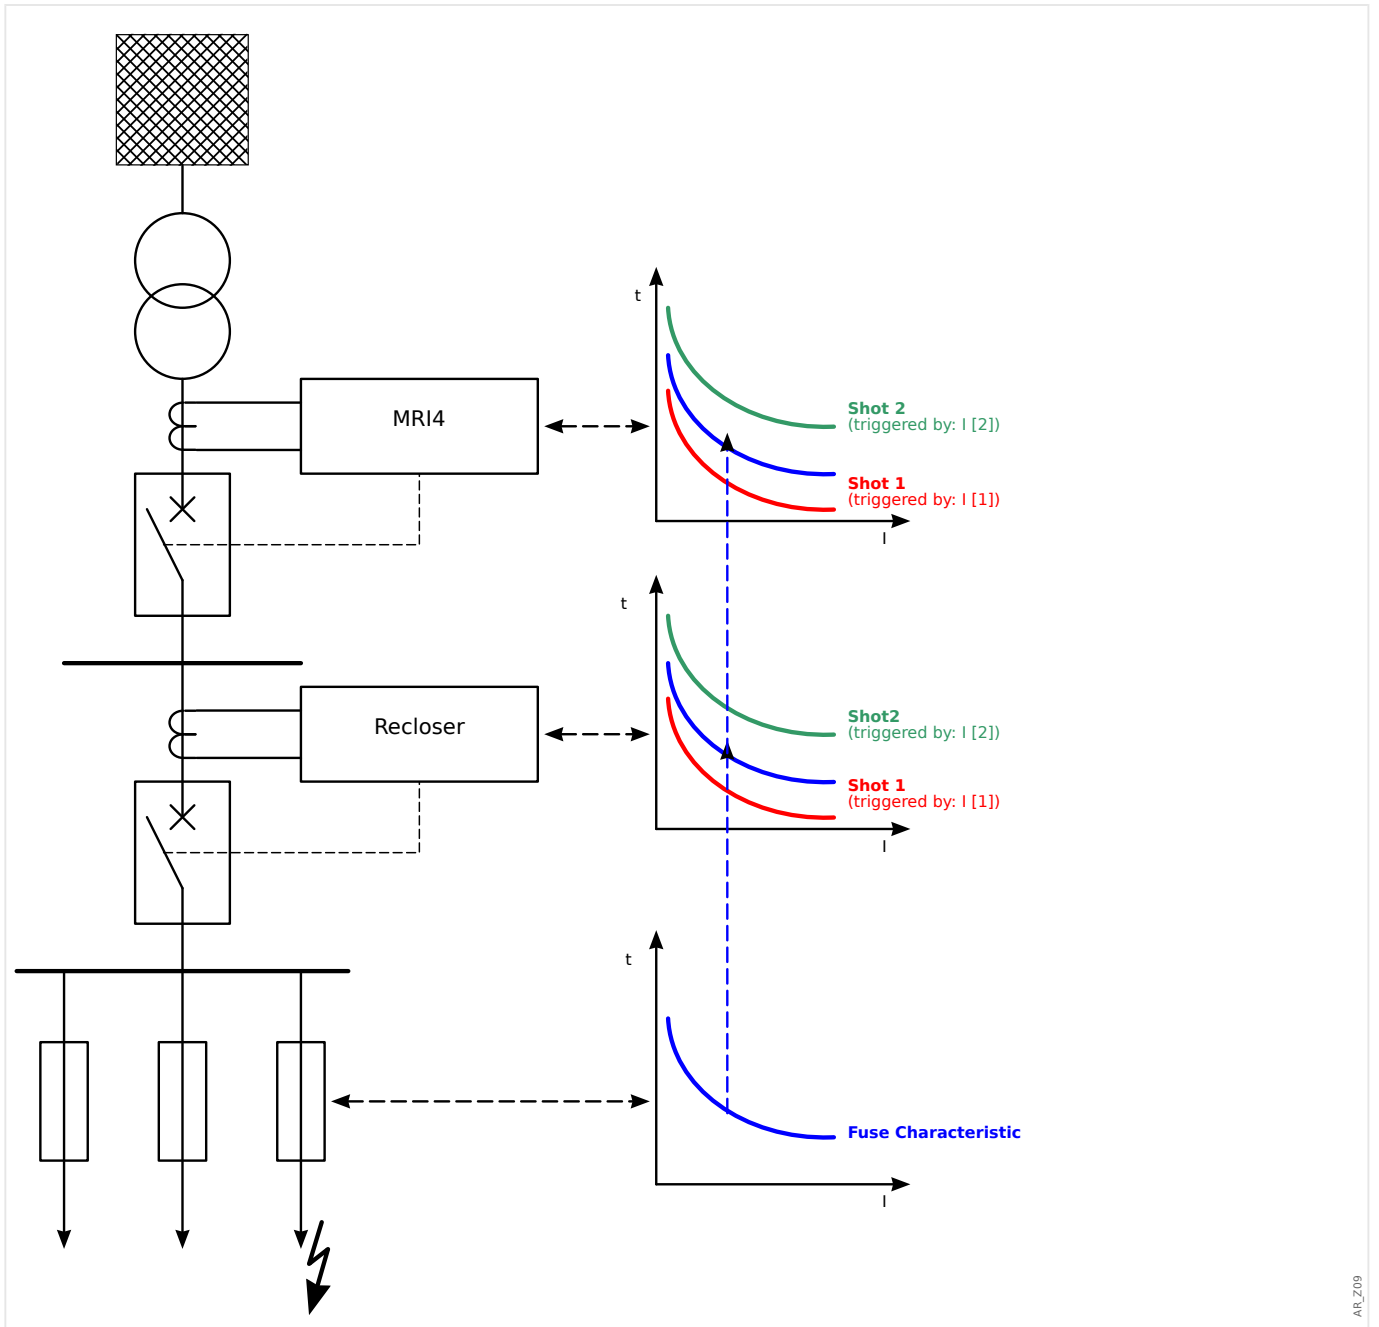 t
MRI4
Shot 2
(triggered by: I [2])
Shot 1
(triggered by: I [1])
I
t
Recloser
Shot2
(triggered by: I [2])
Shot 1
(triggered by: I [1])
I
t
Fuse Characteristic
I
AR_Z09